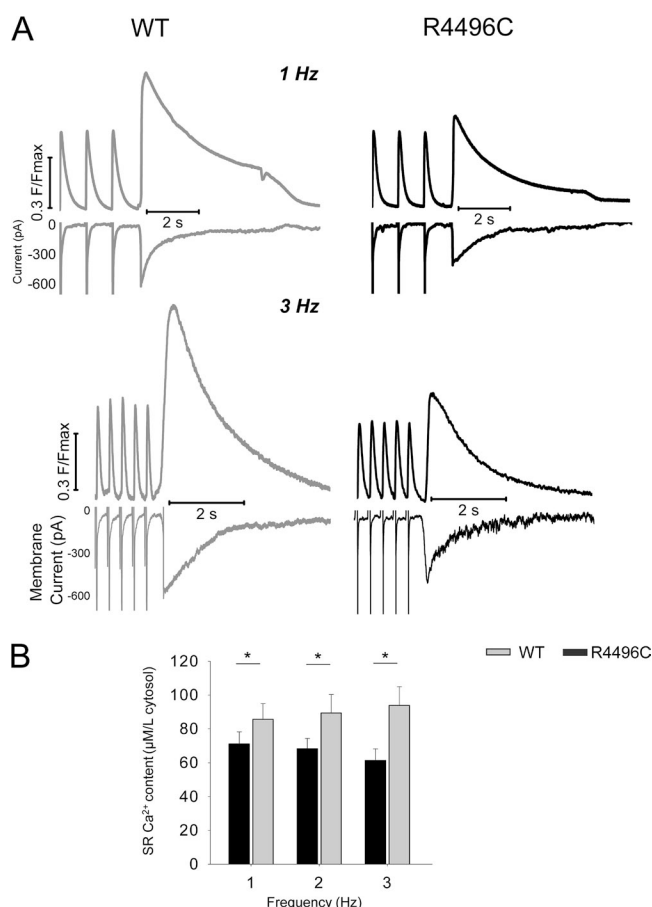 A
WT
R4496C
1 Hz
0.3 F/Fmax
2 s
2 s
Current (pA)
0
-300
-600
3 Hz
0.3 F/Fmax
2 s
2 s
Membrane
Current (pA)
0
-300
-600
B
WT
R4496C
SR Ca²⁺ content (µM/L cytosol)
120
100
80
60
40
20
0
*
*
*
1
2
3
Frequency (Hz)